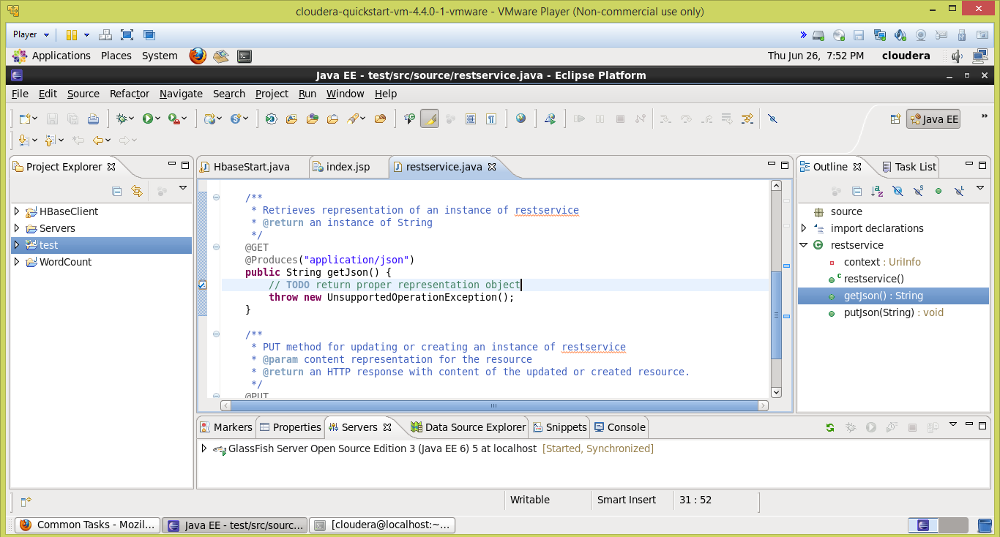 cloudera-quickstart-vm-4.4.0-1-vmware - VMware Player (Non-commercial use only)
Player
Applications Places System Thu Jun 26, 7:52 PM cloudera
Java EE - test/src/source/restservice.java - Eclipse Platform
File Edit Source Refactor Navigate Search Project Run Window Help
Java EE
Project Explorer
HBaseClient
Servers
test
WordCount
HbaseStart.java index.jsp restservice.java
/**
* Retrieves representation of an instance of restservice
* @return an instance of String
*/
@GET
@Produces("application/json")
public String getJson() {
// TODO return proper representation object
throw new UnsupportedOperationException();
}
/**
* PUT method for updating or creating an instance of restservice
* @param content representation for the resource
* @return an HTTP response with content of the updated or created resource.
*/
@PUT
Outline Task List
source
import declarations
restservice
context : UriInfo
restservice()
getJson() : String
putJson(String) : void
Markers Properties Servers Data Source Explorer Snippets Console
GlassFish Server Open Source Edition 3 (Java EE 6) 5 at localhost [Started, Synchronized]
Writable Smart Insert 31 : 52
Common Tasks - Mozil... Java EE - test/src/sourc... [cloudera@localhost:~...